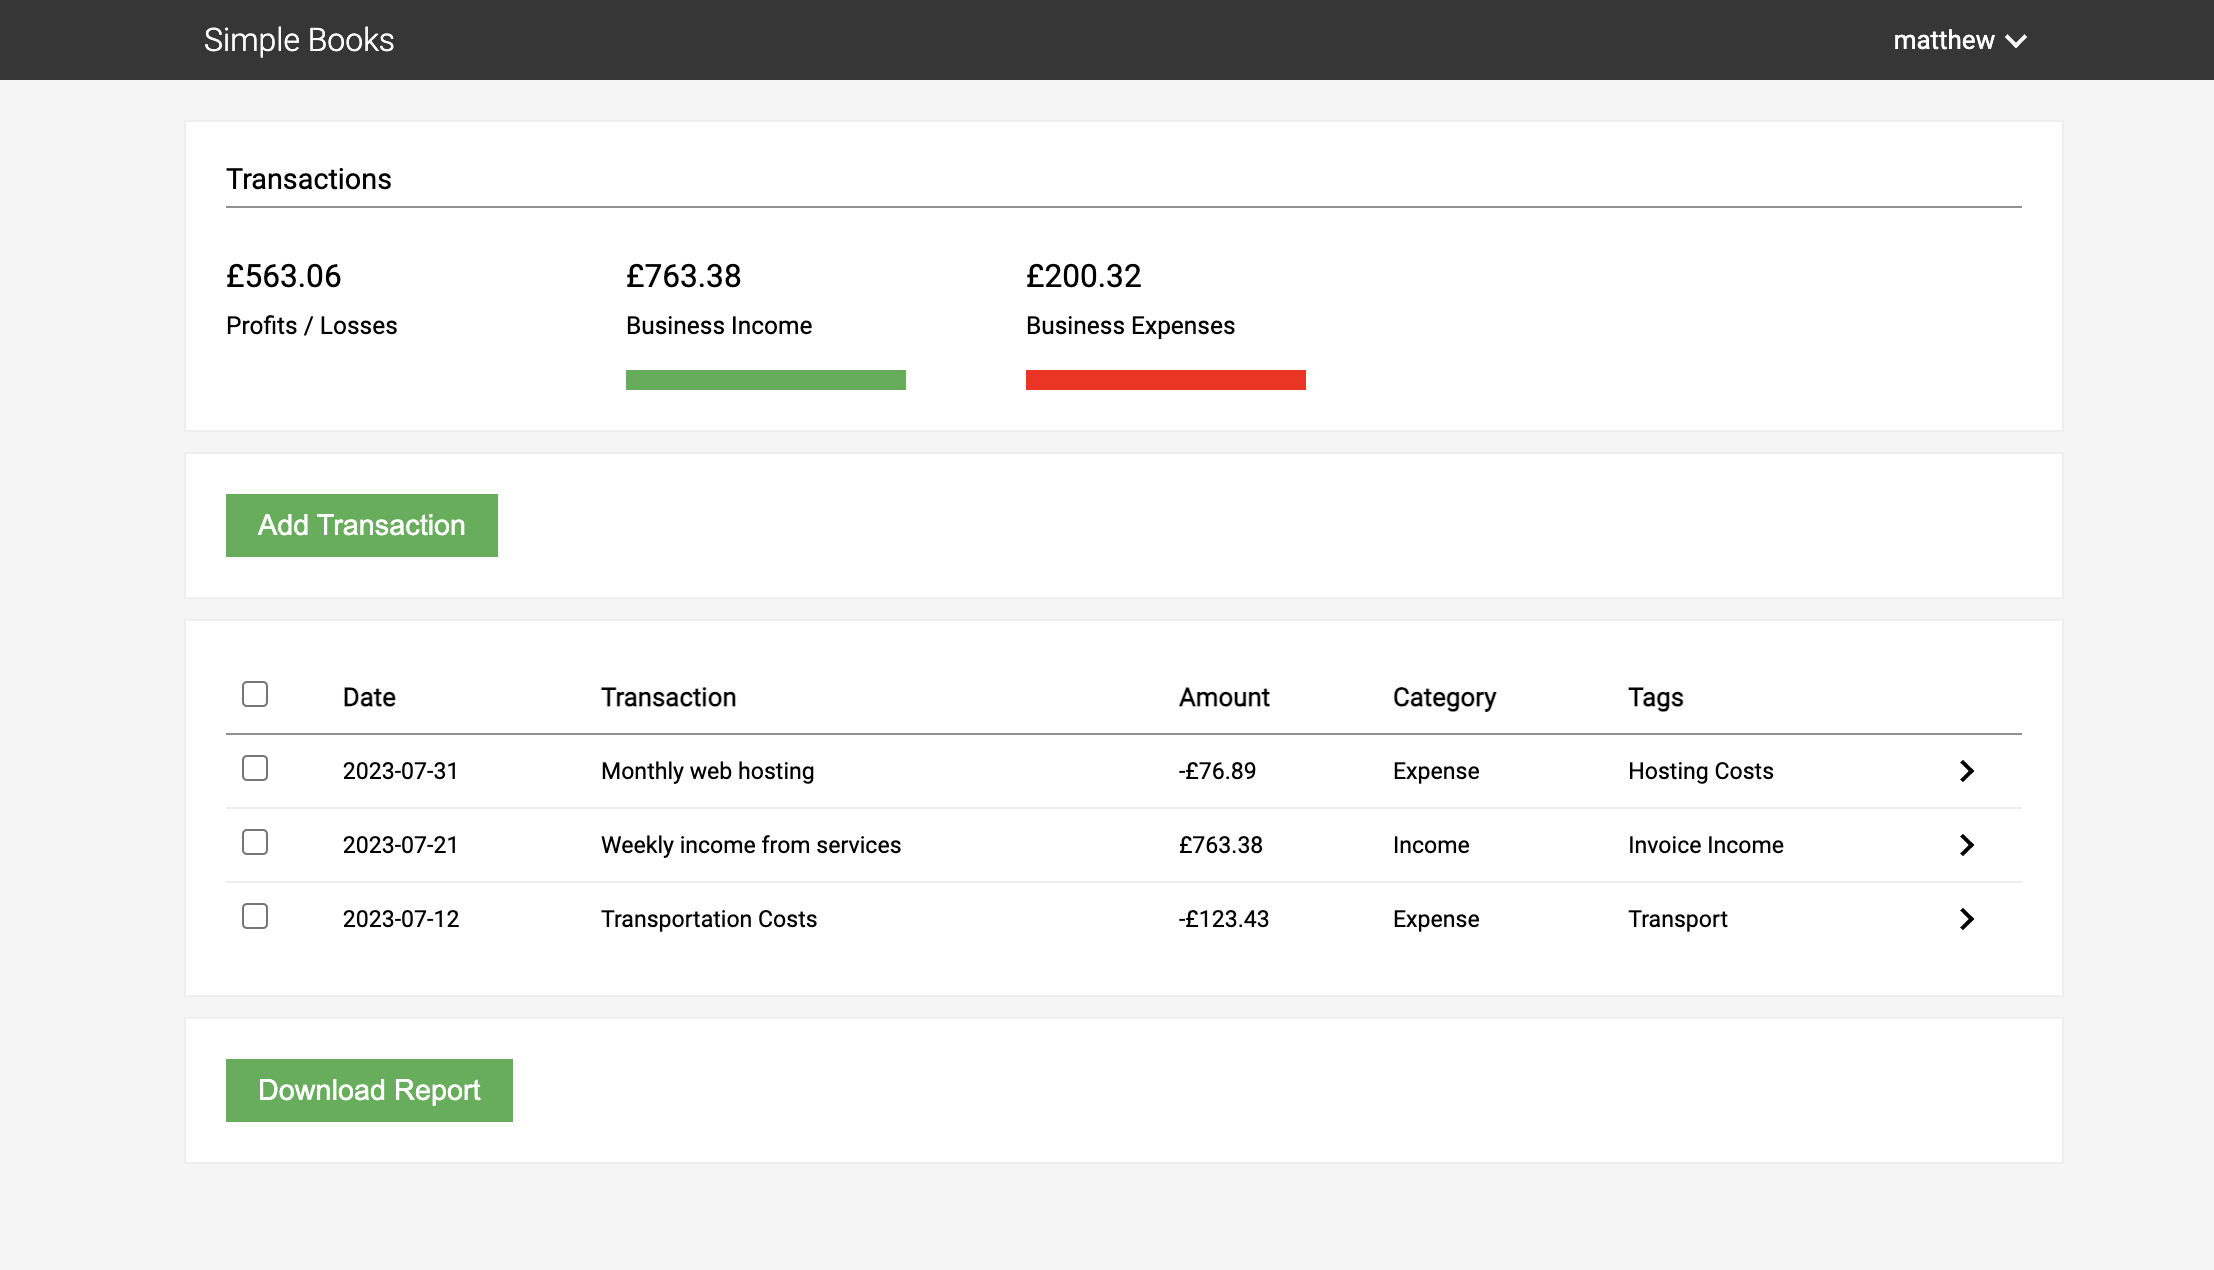 Simple Books matthew
Transactions
£563.06 £763.38 £200.32
Profits / Losses Business Income Business Expenses
Add Transaction
Date Transaction Amount Category Tags
2023-07-31 Monthly web hosting -£76.89 Expense Hosting Costs
2023-07-21 Weekly income from services £763.38 Income Invoice Income
2023-07-12 Transportation Costs -£123.43 Expense Transport
Download Report